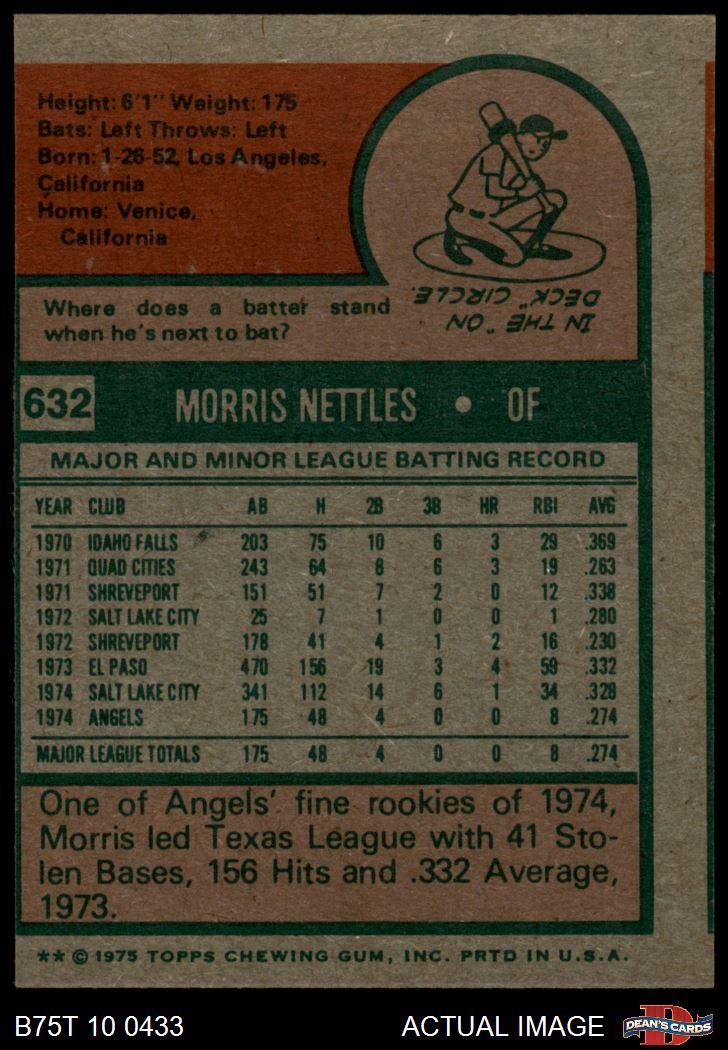 Height: 6'1" Weight: 175
Bats: Left Throws: Left
Born: 1-26-52, Los Angeles,
California
Home: Venice,
California
Where does a batter stand
when he's next to bat?
IN THE "ON
DECK" CIRCLE.
632 MORRIS NETTLES • OF
MAJOR AND MINOR LEAGUE BATTING RECORD
YEAR CLUB AB H 2B 3B HR RBI AVG
1970 IDAHO FALLS 203 75 10 6 3 29 .369
1971 QUAD CITIES 243 64 8 6 3 19 .263
1971 SHREVEPORT 151 51 7 2 0 12 .338
1972 SALT LAKE CITY 25 7 1 0 0 1 .280
1972 SHREVEPORT 178 41 4 1 2 16 .230
1973 EL PASO 470 156 19 3 4 59 .332
1974 SALT LAKE CITY 341 112 14 6 1 34 .328
1974 ANGELS 175 48 4 0 0 8 .274
MAJOR LEAGUE TOTALS 175 48 4 0 0 8 .274
One of Angels' fine rookies of 1974,
Morris led Texas League with 41 Sto-
len Bases, 156 Hits and .332 Average,
1973.
** © 1975 TOPPS CHEWING GUM, INC. PRTD IN U.S.A.
B75T 10 0433 ACTUAL IMAGE D DEAN'S CARDS